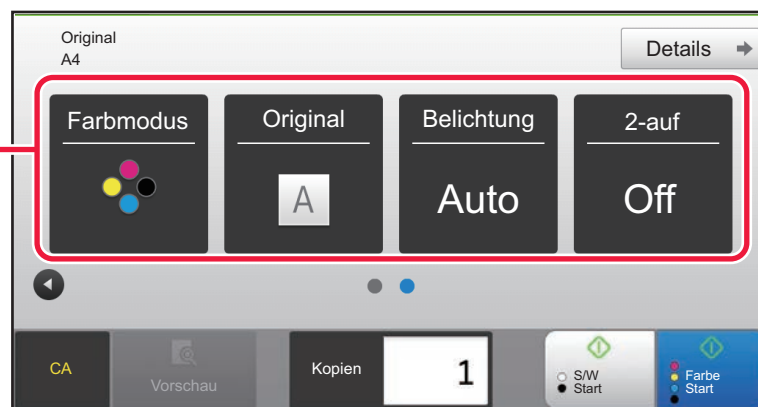 Original
A4
Details
Farbmodus
Original
Belichtung
2-auf
A
Auto
Off
CA
Vorschau
Kopien
1
S/W
Start
Farbe
Start